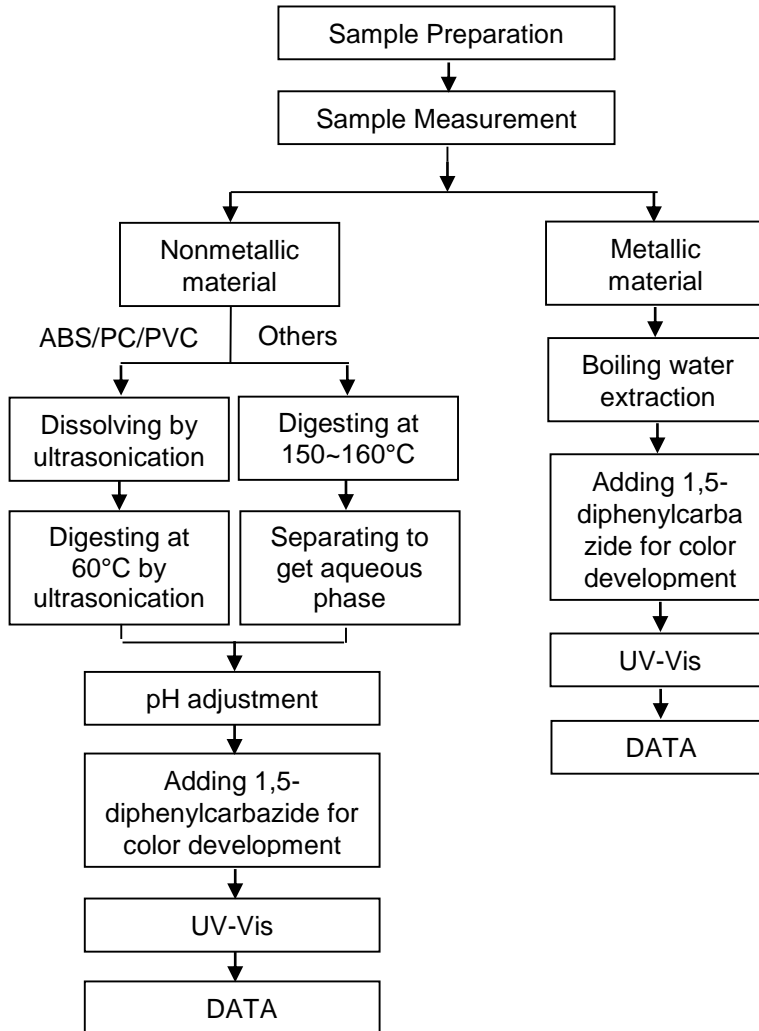 Sample Preparation
Sample Measurement
Nonmetallic
material
ABS/PC/PVC
Others
Dissolving by
ultrasonication
Digesting at
150~160°C
Digesting at
60°C by
ultrasonication
Separating to
get aqueous
phase
pH adjustment
Adding 1,5-
diphenylcarbazide for
color development
UV-Vis
DATA
Metallic
material
Boiling water
extraction
Adding 1,5-
diphenylcarba
zide for color
development
UV-Vis
DATA